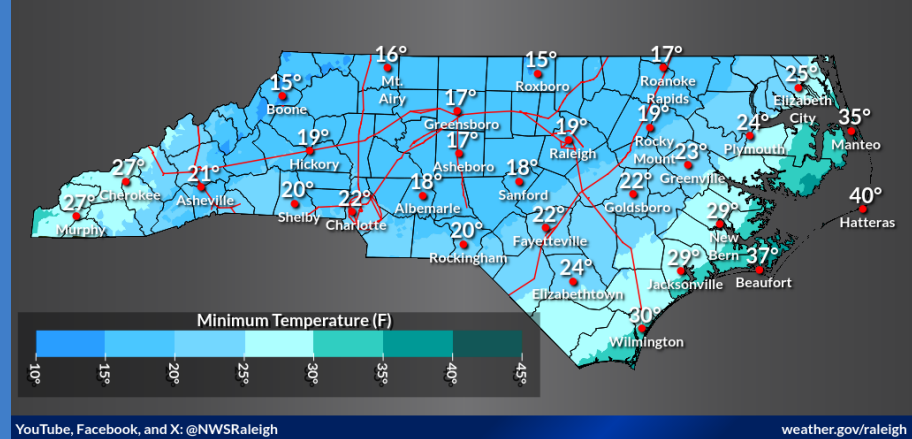 16°
Mt.
Airy
15°
Roxboro
17°
Roanoke
Rapids
15°
Boone
25°
Elizabeth
City
17°
Greensboro
19°
Raleigh
19°
Rocky
Mount
24°
Plymouth
35°
Manteo
19°
Hickory
17°
Asheboro
23°
Greenville
27°
Cherokee
21°
Asheville
18°
Albemarle
18°
Sanford
22°
Goldsboro
40°
Hatteras
27°
Murphy
20°
Shelby
22°
Charlotte
22°
Fayetteville
29°
New
Bern
20°
Rockingham
24°
Elizabethtown
29°
Jacksonville
37°
Beaufort
30°
Wilmington
Minimum Temperature (F)
10° 15° 20° 25° 30° 35° 40° 45°
YouTube, Facebook, and X: @NWSRaleigh
weather.gov/raleigh